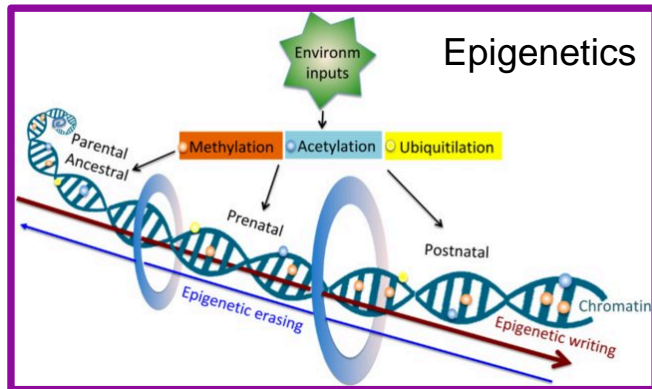 Epigenetics
Environm
inputs
Methylation
Acetylation
Ubiquitilation
Parental
Ancestral
Prenatal
Postnatal
Chromatin
Epigenetic erasing
Epigenetic writing